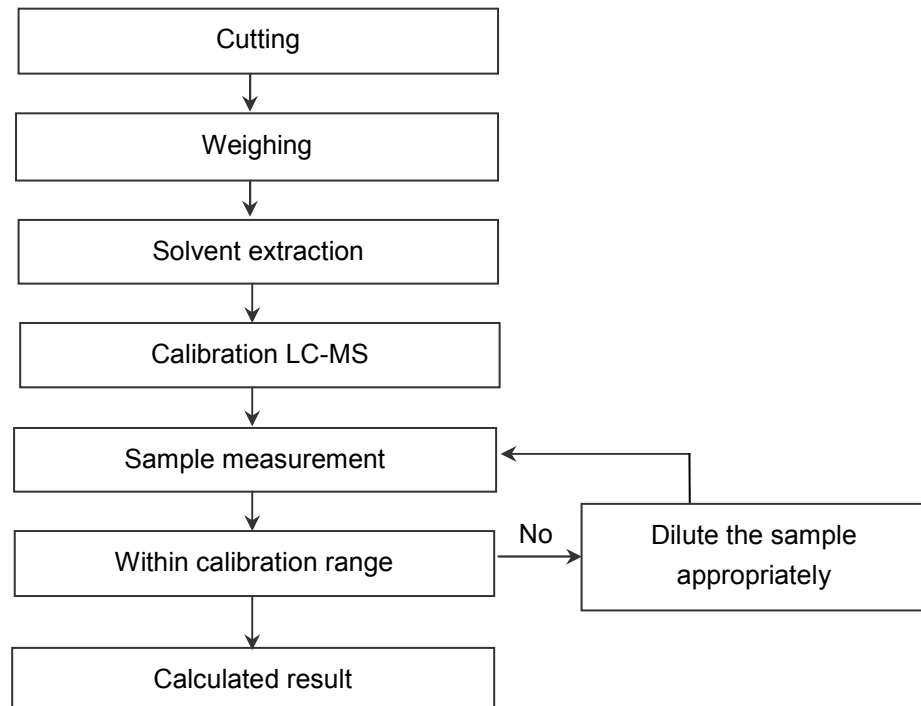 Cutting
Weighing
Solvent extraction
Calibration LC-MS
Sample measurement
Within calibration range
No
Dilute the sample
appropriately
Calculated result